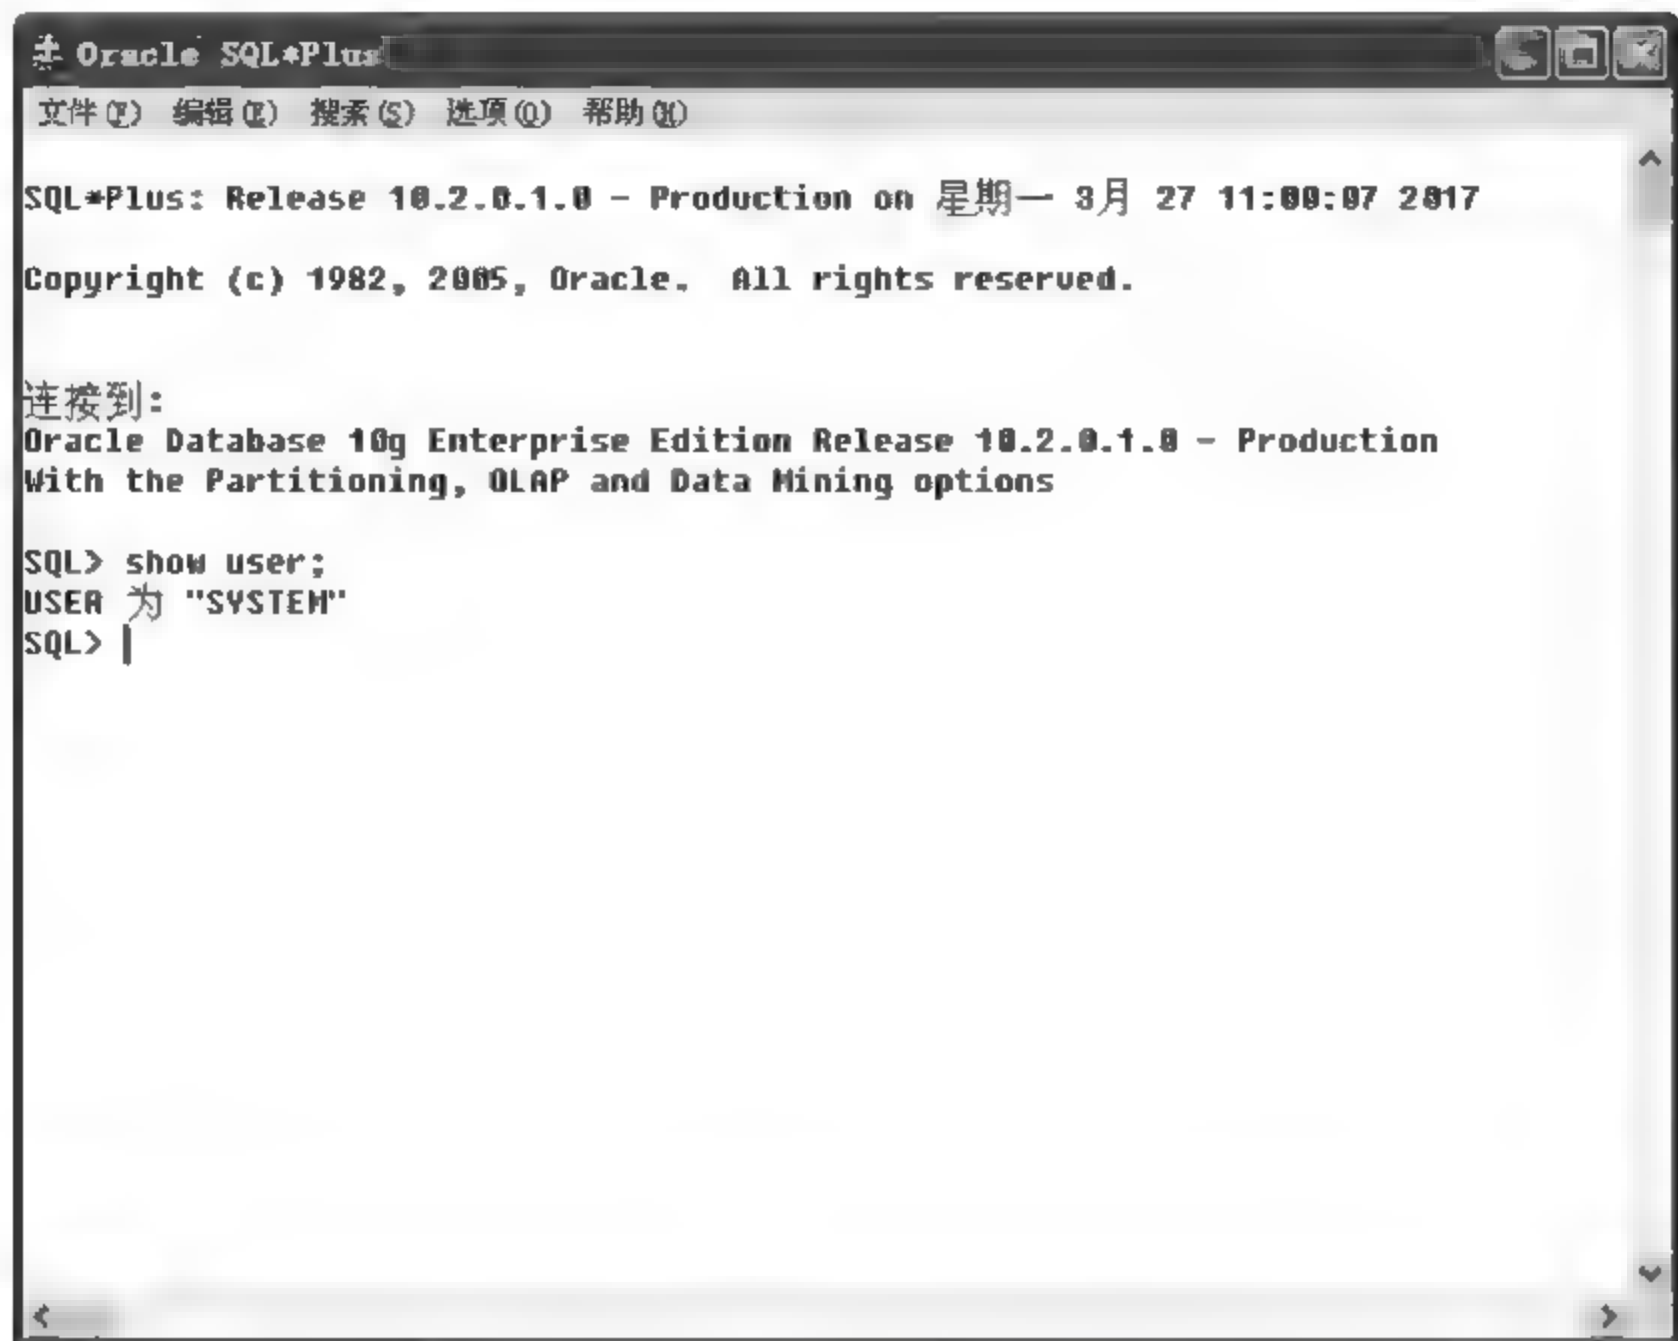 Oracle SQL*Plus
文件(F) 编辑(E) 搜索(S) 选项(O) 帮助(H)
SQL*Plus: Release 10.2.0.1.0 - Production on 星期一 3月 27 11:00:07 2017
Copyright (c) 1982, 2005, Oracle.  All rights reserved.
连接到:
Oracle Database 10g Enterprise Edition Release 10.2.0.1.0 - Production
With the Partitioning, OLAP and Data Mining options
SQL> show user;
USER 为 "SYSTEM"
SQL>